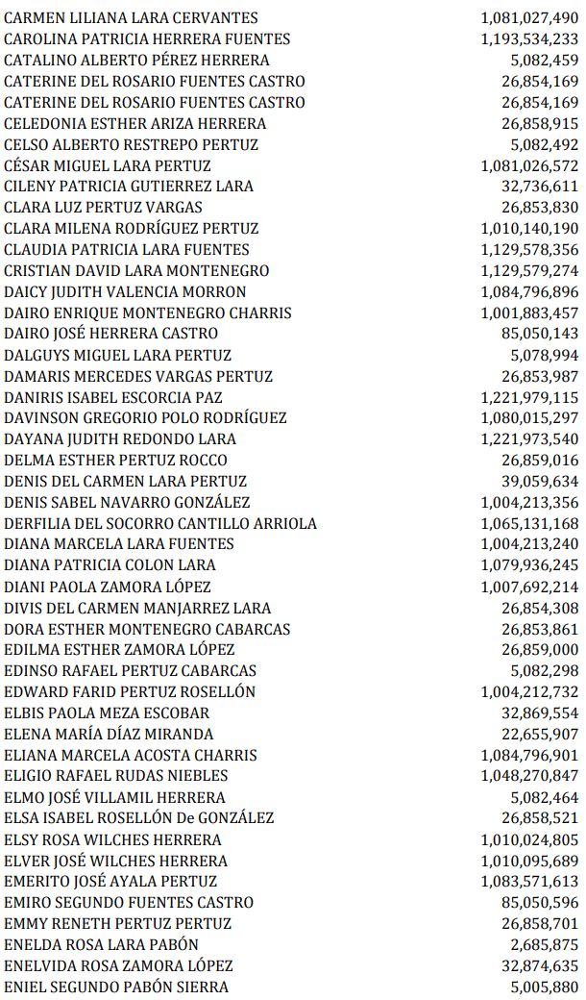 CARMEN LILIANA LARA CERVANTES 1,081,027,490
CAROLINA PATRICIA HERRERA FUENTES 1,193,534,233
CATALINO ALBERTO PÉREZ HERRERA 5,082,459
CATERINE DEL ROSARIO FUENTES CASTRO 26,854,169
CATERINE DEL ROSARIO FUENTES CASTRO 26,854,169
CELEDONIA ESTHER ARIZA HERRERA 26,858,915
CELSO ALBERTO RESTREPO PERTUZ 5,082,492
CÉSAR MIGUEL LARA PERTUZ 1,081,026,572
CILENY PATRICIA GUTIERREZ LARA 32,736,611
CLARA LUZ PERTUZ VARGAS 26,853,830
CLARA MILENA RODRÍGUEZ PERTUZ 1,010,140,190
CLAUDIA PATRICIA LARA FUENTES 1,129,578,356
CRISTIAN DAVID LARA MONTENEGRO 1,129,579,274
DAICY JUDITH VALENCIA MORRON 1,084,796,896
DAIRO ENRIQUE MONTENEGRO CHARRIS 1,001,883,457
DAIRO JOSÉ HERRERA CASTRO 85,050,143
DALGUYS MIGUEL LARA PERTUZ 5,078,994
DAMARIS MERCEDES VARGAS PERTUZ 26,853,987
DANIRIS ISABEL ESCORCIA PAZ 1,221,979,115
DAVINSON GREGORIO POLO RODRÍGUEZ 1,080,015,297
DAYANA JUDITH REDONDO LARA 1,221,973,540
DELMA ESTHER PERTUZ ROCCO 26,859,016
DENIS DEL CARMEN LARA PERTUZ 39,059,634
DENIS SABEL NAVARRO GONZÁLEZ 1,004,213,356
DERFILIA DEL SOCORRO CANTILLO ARRIOLA 1,065,131,168
DIANA MARCELA LARA FUENTES 1,004,213,240
DIANA PATRICIA COLON LARA 1,079,936,245
DIANI PAOLA ZAMORA LÓPEZ 1,007,692,214
DIVIS DEL CARMEN MANJARREZ LARA 26,854,308
DORA ESTHER MONTENEGRO CABARCAS 26,853,861
EDILMA ESTHER ZAMORA LÓPEZ 26,859,000
EDINSO RAFAEL PERTUZ CABARCAS 5,082,298
EDWARD FARID PERTUZ ROSELLÓN 1,004,212,732
ELBIS PAOLA MEZA ESCOBAR 32,869,554
ELENA MARÍA DÍAZ MIRANDA 22,655,907
ELIANA MARCELA ACOSTA CHARRIS 1,084,796,901
ELIGIO RAFAEL RUDAS NIEBLES 1,048,270,847
ELMO JOSÉ VILLAMIL HERRERA 5,082,464
ELSA ISABEL ROSELLÓN De GONZÁLEZ 26,858,521
ELSY ROSA WILCHES HERRERA 1,010,024,805
ELVER JOSÉ WILCHES HERRERA 1,010,095,689
EMERITO JOSÉ AYALA PERTUZ 1,083,571,613
EMIRO SEGUNDO FUENTES CASTRO 85,050,596
EMMY RENETH PERTUZ PERTUZ 26,858,701
ENELDA ROSA LARA PABÓN 2,685,875
ENELVIDA ROSA ZAMORA LÓPEZ 32,874,635
ENIEL SEGUNDO PABÓN SIERRA 5,005,880